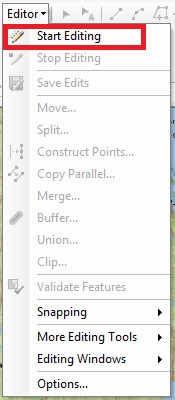 Editor
Start Editing
Stop Editing
Save Edits
Move...
Split...
Construct Points...
Copy Parallel...
Merge...
Buffer...
Union...
Clip...
Validate Features
Snapping
More Editing Tools
Editing Windows
Options...